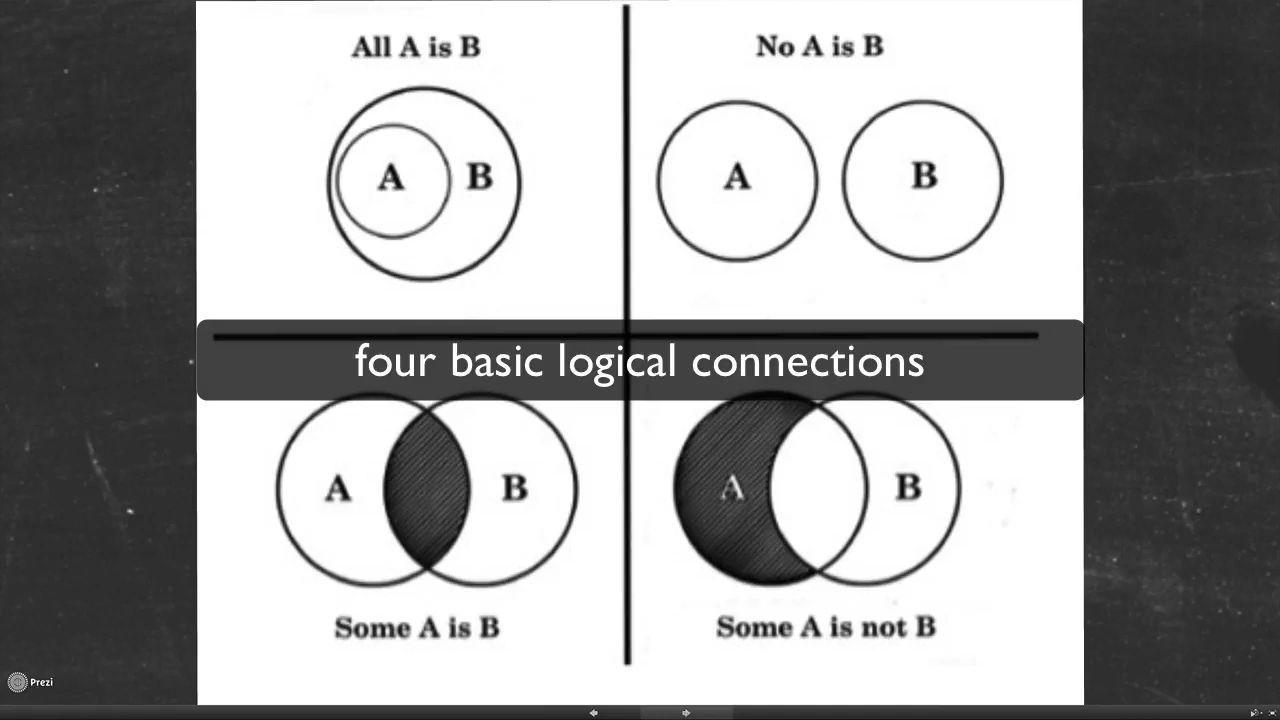 All A is B
No A is B
A B
A
B
four basic logical connections
A
B
A
B
Some A is B
Some A is not B
Prezi